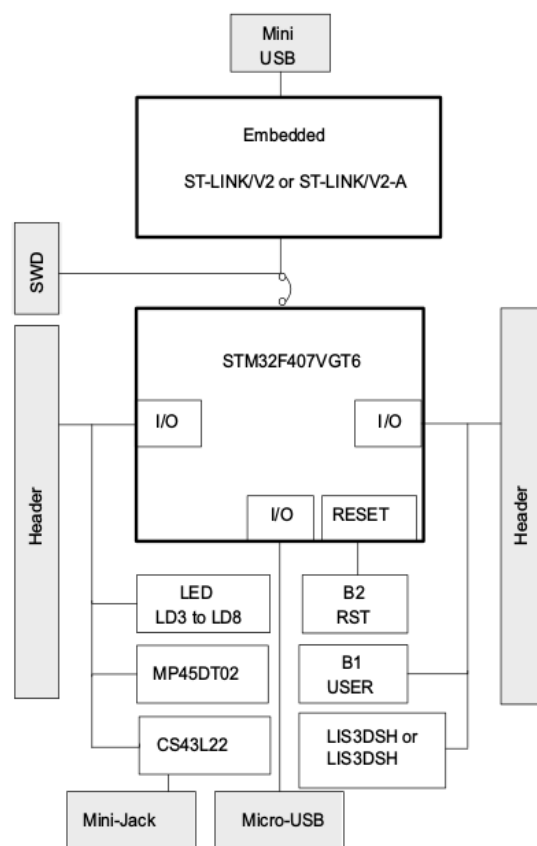 Mini
USB
Embedded
ST-LINK/V2 or ST-LINK/V2-A
SWD
STM32F407VGT6
I/O
I/O
Header
Header
I/O
RESET
LED
LD3 to LD8
B2
RST
MP45DT02
B1
USER
CS43L22
LIS3DSH or
LIS3DSH
Mini-Jack
Micro-USB